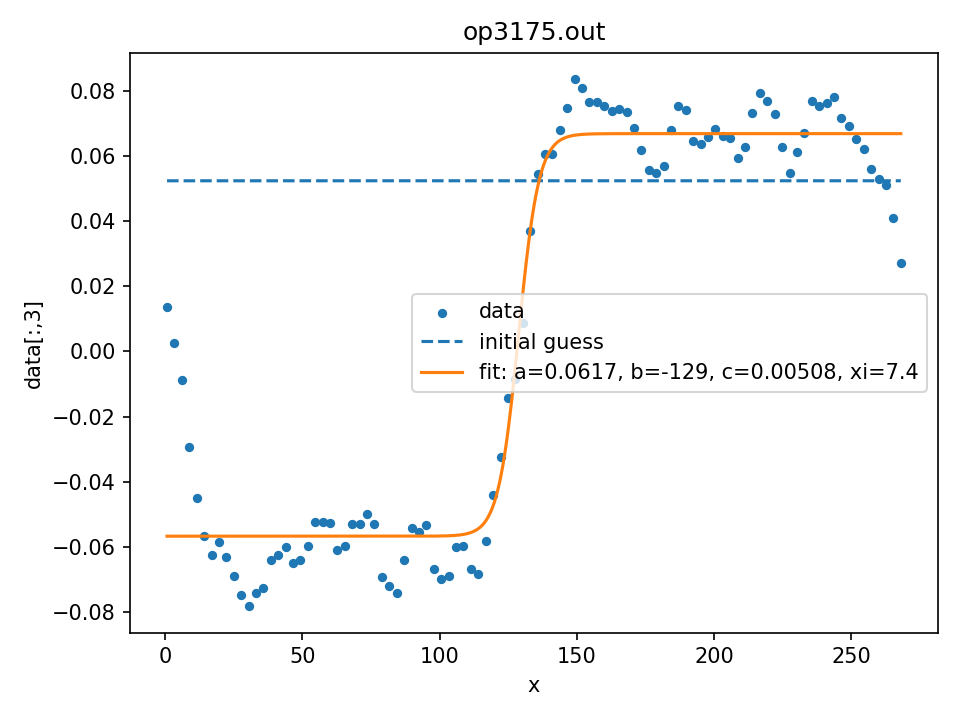 op3175.out
data[:,3]
0.08
0.06
0.04
0.02
0.00
−0.02
−0.04
−0.06
−0.08
data
initial guess
fit: a=0.0617, b=-129, c=0.00508, xi=7.4
0 50 100 150 200 250
x